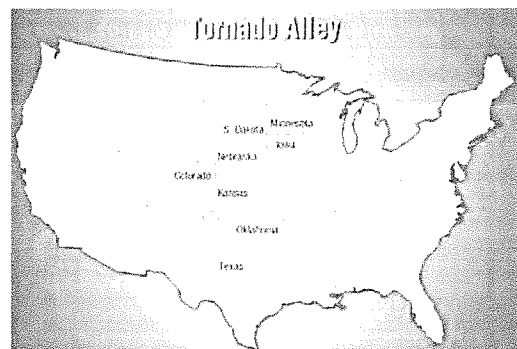 Tornado Alley
Minnesota
S. Dakota
Iowa
Nebraska
Colorado
Kansas
Oklahoma
Texas